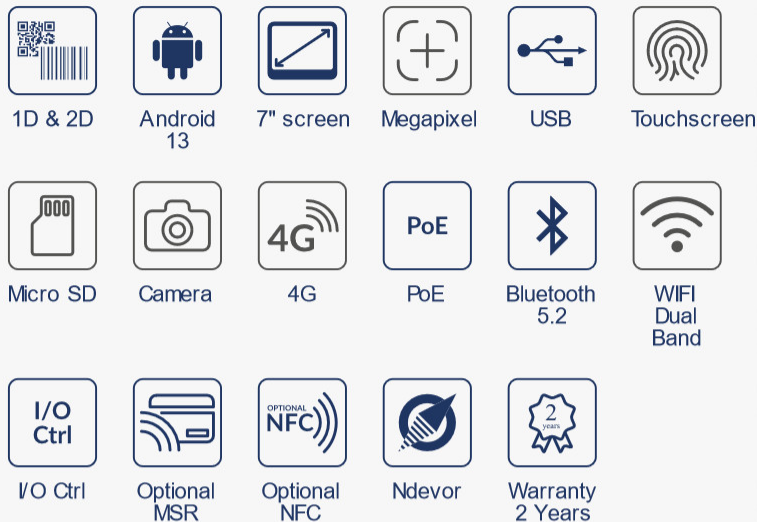 1D & 2D
Android
13
7" screen
Megapixel
USB
Touchscreen
4G
PoE
Micro SD
Camera
4G
PoE
Bluetooth
5.2
WIFI
Dual
Band
I/O
Ctrl
OPTIONAL
NFC
2
years
I/O Ctrl
Optional
MSR
Optional
NFC
Ndevor
Warranty
2 Years